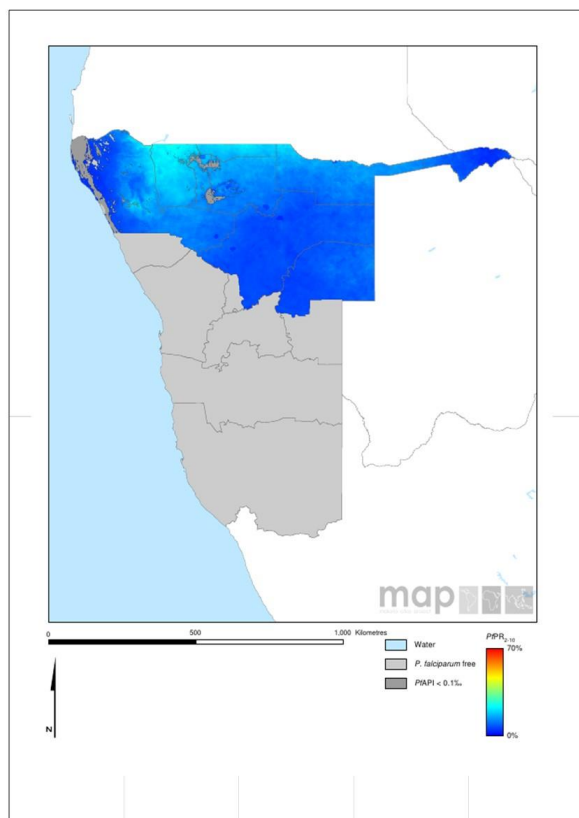 map
0 500 1,000 Kilometres
Water
P. falciparum free
PfAPI < 0.1‰
PfPR2-10
70%
0%
N